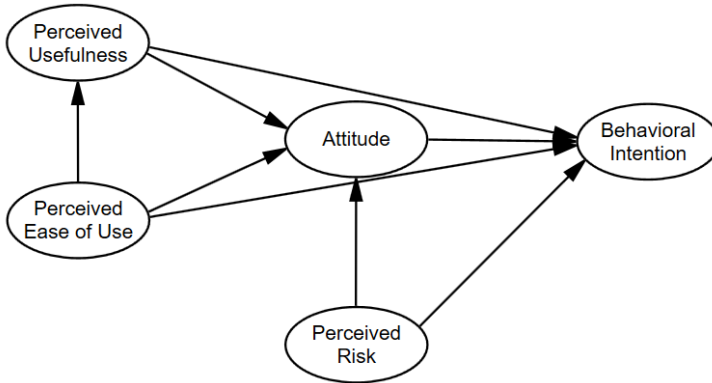 Perceived
Usefulness
Attitude
Behavioral
Intention
Perceived
Ease of Use
Perceived
Risk